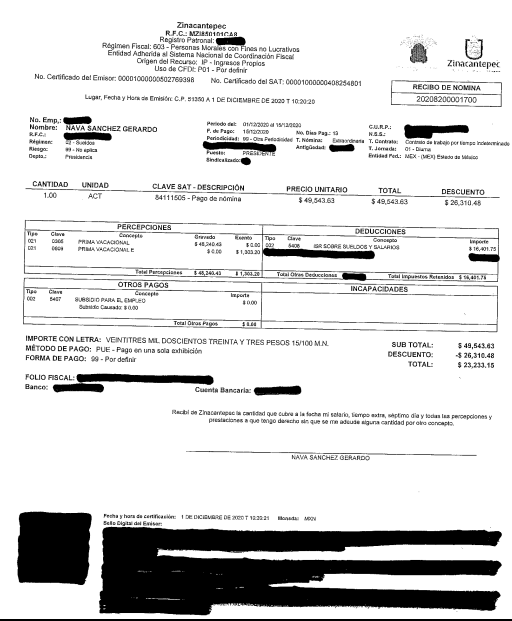 Zinacantepec
R.F.C.: MZI850101CA8
Registro Patronal:
Régimen Fiscal: 603 - Personas Morales con Fines no Lucrativos
Entidad Adherida al Sistema Nacional de Coordinación Fiscal
Origen del Recurso: IP - Ingresos Propios
Uso de CFDI: P01 - Por definir
No. Certificado del Emisor: 00001000000502769398 No. Certificado del SAT: 00001000000408254801
Zinacantepec
Lugar, Fecha y Hora de Emisión: C.P. 51350 A 1 DE DICIEMBRE DE 2020 T 10:20:20
RECIBO DE NOMINA
20208200001700
No. Emp.:
Nombre: NAVA SANCHEZ GERARDO
R.F.C.:
Régimen: 02 - Sueldos
Riesgo: 99 - No aplica
Depto.: Presidencia
Periodo del: 01/12/2020 al 15/12/2020
F. de Pago: 15/12/2020 No. Dias Pag.: 15
Periodicidad: 99 - Otra Periodicidad T. Nómina: Extraordinaria
Antigüedad:
Puesto: PRESIDENTE
Sindicalizado:
C.U.R.P.:
N.S.S.:
T. Contrato: Contrato de trabajo por tiempo indeterminado
T. Jornada: 01 - Diurna
Entidad Fed.: MEX - (MEX) Estado de México
CANTIDAD UNIDAD CLAVE SAT - DESCRIPCIÓN PRECIO UNITARIO TOTAL DESCUENTO
1.00 ACT 84111505 - Pago de nómina $ 49,543.63 $ 49,543.63 $ 26,310.48
PERCEPCIONES
Tipo Clave Concepto Gravado Exento
021 0365 PRIMA VACACIONAL $ 48,240.43 $ 0.00
021 0609 PRIMA VACACIONAL E $ 0.00 $ 1,303.20
Total Percepciones $ 48,240.43 $ 1,303.20
DEDUCCIONES
Tipo Clave Concepto Importe
002 5408 ISR SOBRE SUELDOS Y SALARIOS $ 16,401.75
Total Otras Deducciones Total Impuestos Retenidos $ 16,401.75
OTROS PAGOS
Tipo Clave Concepto Importe
002 5407 SUBSIDIO PARA EL EMPLEO $ 0.00
Subsidio Causado: $ 0.00
Total Otros Pagos $ 0.00
INCAPACIDADES
IMPORTE CON LETRA: VEINTITRES MIL DOSCIENTOS TREINTA Y TRES PESOS 15/100 M.N.
MÉTODO DE PAGO: PUE - Pago en una sola exhibición
FORMA DE PAGO: 99 - Por definir
SUB TOTAL: $ 49,543.63
DESCUENTO: -$ 26,310.48
TOTAL: $ 23,233.15
FOLIO FISCAL:
Banco: Cuenta Bancaria:
Recibí de Zinacantepec la cantidad que cubre a la fecha mi salario, tiempo extra, séptimo día y todas las percepciones y
prestaciones a que tengo derecho sin que se me adeude alguna cantidad por otro concepto.
NAVA SANCHEZ GERARDO
Fecha y hora de certificación: 1 DE DICIEMBRE DE 2020 T 10:20:21 Moneda: MXN
Sello Digital del Emisor: